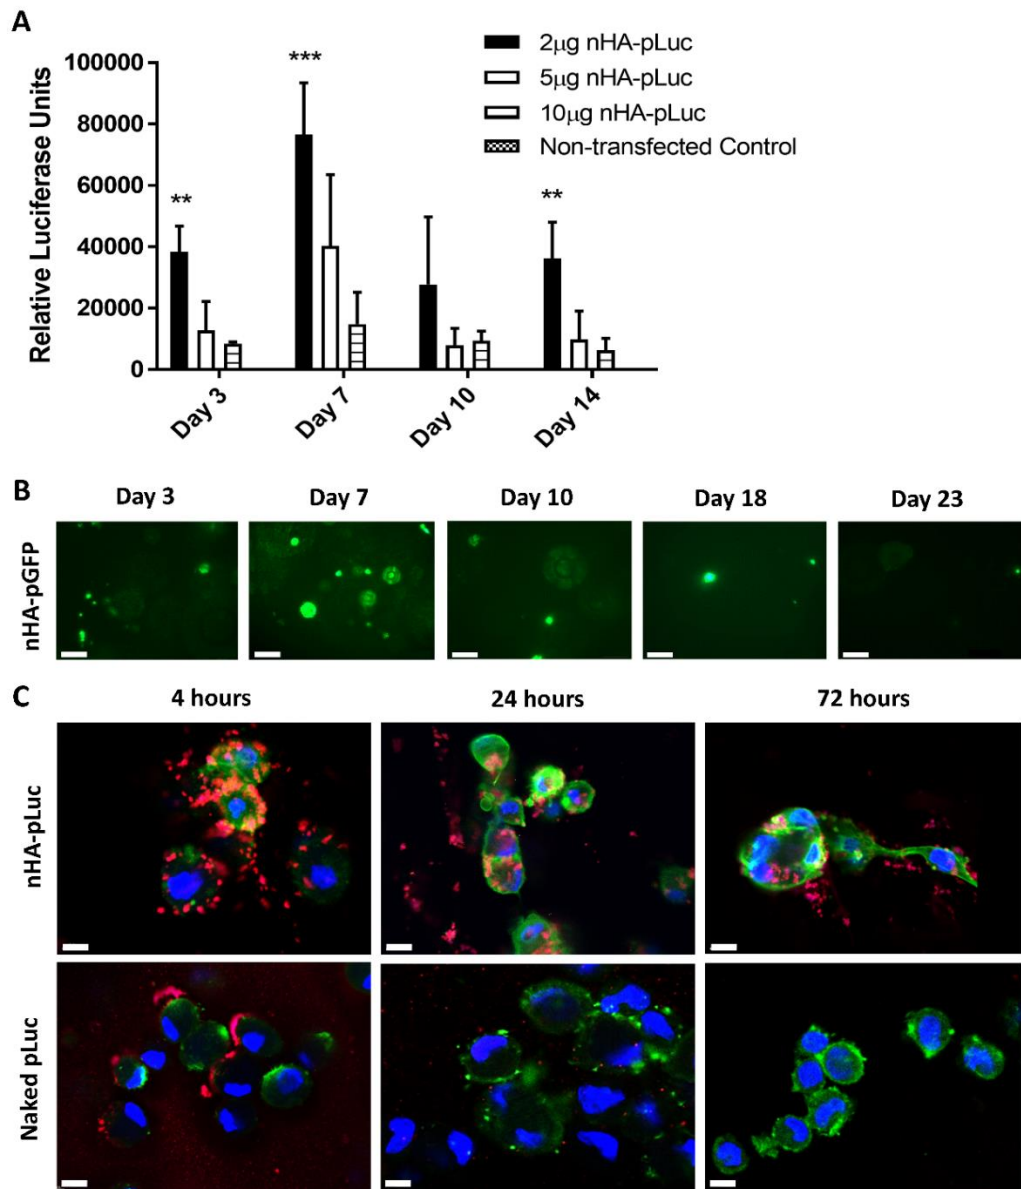 A
2µg nHA-pLuc
5µg nHA-pLuc
10µg nHA-pLuc
Non-transfected Control
Relative Luciferase Units
100000
80000
60000
40000
20000
0
**
***
**
Day 3
Day 7
Day 10
Day 14
B
Day 3
Day 7
Day 10
Day 18
Day 23
nHA-pGFP
C
4 hours
24 hours
72 hours
nHA-pLuc
Naked pLuc